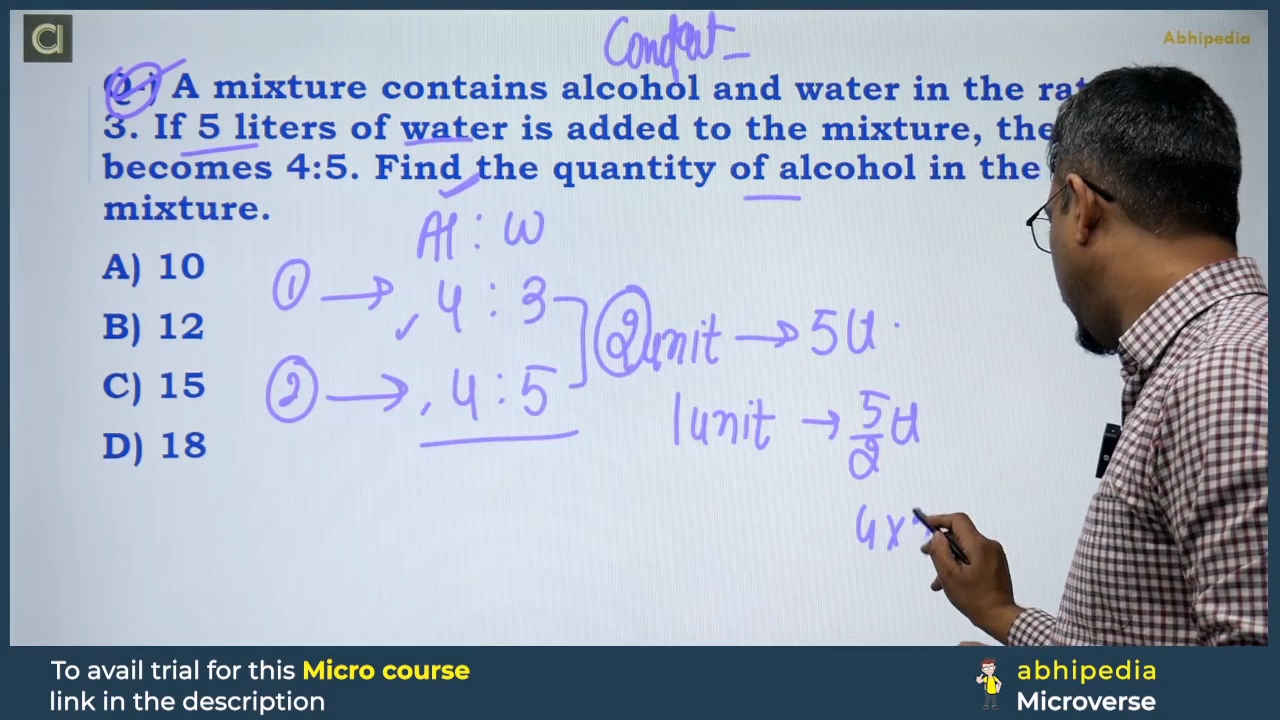 Abhipedia
Q.) A mixture contains alcohol and water in the
3. If 5 liters of water is added to the mixture, the
becomes 4:5. Find the quantity of alcohol in the
mixture.
Al : W
A) 10
① → 4 : 3
B) 12
2 unit → 5 lt.
C) 15
② → 4 : 5
1 unit → 5/2 lt
D) 18
4 ×
To avail trial for this Micro course
link in the description
abhipedia
Microverse